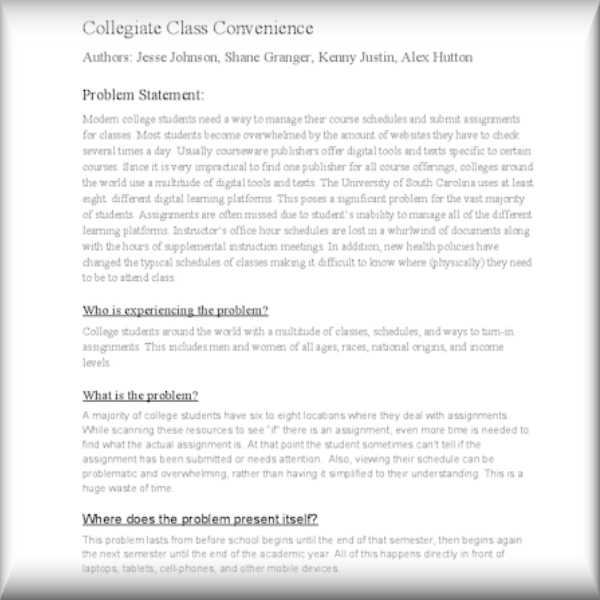 Collegiate Class Convenience
Authors: Jesse Johnson, Shane Granger, Kenny Justin, Alex Hutton
Problem Statement:
Modern college students need a way to manage their course schedules and submit assignments
for classes. Most students become overwhelmed by the amount of websites they have to check
several times a day. Usually courseware publishers offer digital tools and texts specific to certain
courses. Since it is very impractical to find one publisher for all course offerings, colleges around
the world use a multitude of digital tools and texts. The University of South Carolina uses at least
eight different digital learning platforms. This poses a significant problem for the vast majority
of students. Assignments are often missed due to student's inability to manage all of the different
learning platforms. Instructor's office hour schedules are lost in a whirlwind of documents along
with the hours of supplemental instruction meetings. In addition, new health policies have
changed the typical schedules of classes making it difficult to know where (physically) they need
to be to attend class.
Who is experiencing the problem?
College students around the world with a multitude of classes, schedules, and ways to turn-in
assignments. This includes men and women of all ages, races, national origins, and income
levels.
What is the problem?
A majority of college students have six to eight locations where they deal with assignments.
While scanning these resources to see "if" there is an assignment, even more time is needed to
find what the actual assignment is. At that point the student sometimes can't tell if the
assignment has been submitted or needs attention. Also, viewing their schedule can be
problematic and overwhelming, rather than having it simplified to their understanding. This is a
huge waste of time.
Where does the problem present itself?
This problem lasts from before school begins until the end of that semester, then begins again
the next semester until the end of the academic year. All of this happens directly in front of
laptops, tablets, cell-phones, and other mobile devices.